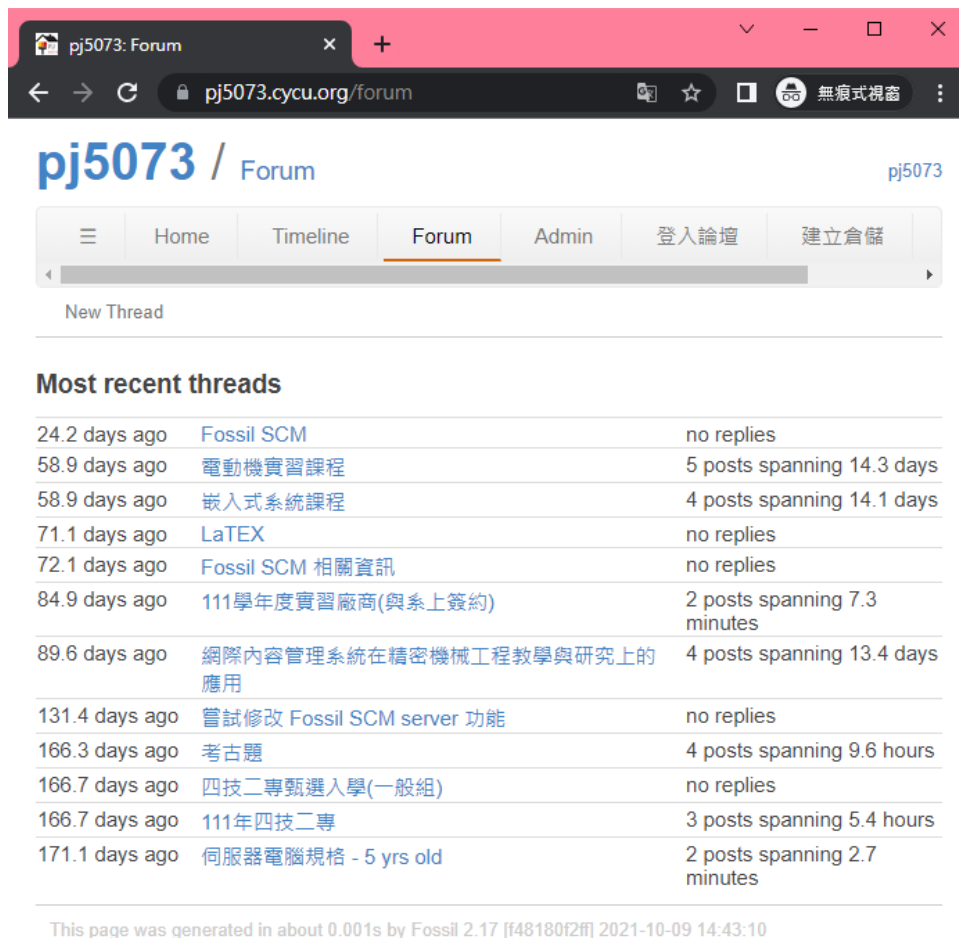 pj5073: Forum
pj5073.cycu.org/forum
無痕式視窗
pj5073 / Forum
pj5073
☰ Home Timeline Forum Admin 登入論壇 建立倉儲
New Thread
Most recent threads
24.2 days ago Fossil SCM no replies
58.9 days ago 電動機實習課程 5 posts spanning 14.3 days
58.9 days ago 嵌入式系統課程 4 posts spanning 14.1 days
71.1 days ago LaTEX no replies
72.1 days ago Fossil SCM 相關資訊 no replies
84.9 days ago 111學年度實習廠商(與系上簽約) 2 posts spanning 7.3
minutes
89.6 days ago 網際內容管理系統在精密機械工程教學與研究上的 4 posts spanning 13.4 days
應用
131.4 days ago 嘗試修改 Fossil SCM server 功能 no replies
166.3 days ago 考古題 4 posts spanning 9.6 hours
166.7 days ago 四技二專甄選入學(一般組) no replies
166.7 days ago 111年四技二專 3 posts spanning 5.4 hours
171.1 days ago 伺服器電腦規格 - 5 yrs old 2 posts spanning 2.7
minutes
This page was generated in about 0.001s by Fossil 2.17 [f48180f2ff] 2021-10-09 14:43:10